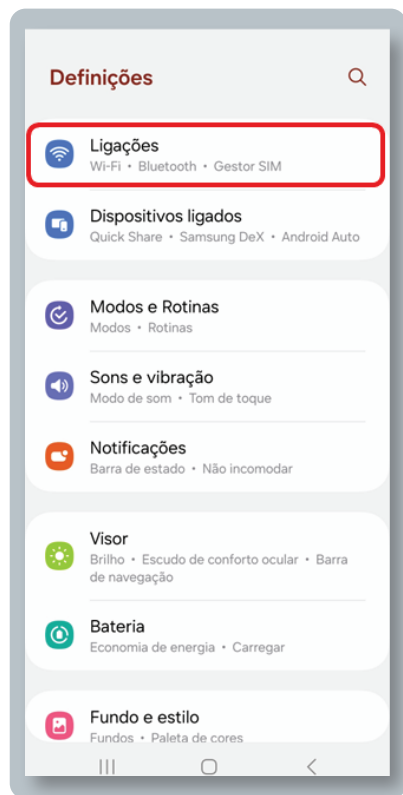 Definições
Ligações
Wi-Fi • Bluetooth • Gestor SIM
Dispositivos ligados
Quick Share • Samsung DeX • Android Auto
Modos e Rotinas
Modos • Rotinas
Sons e vibração
Modo de som • Tom de toque
Notificações
Barra de estado • Não incomodar
Visor
Brilho • Escudo de conforto ocular • Barra
de navegação
Bateria
Economia de energia • Carregar
Fundo e estilo
Fundos • Paleta de cores